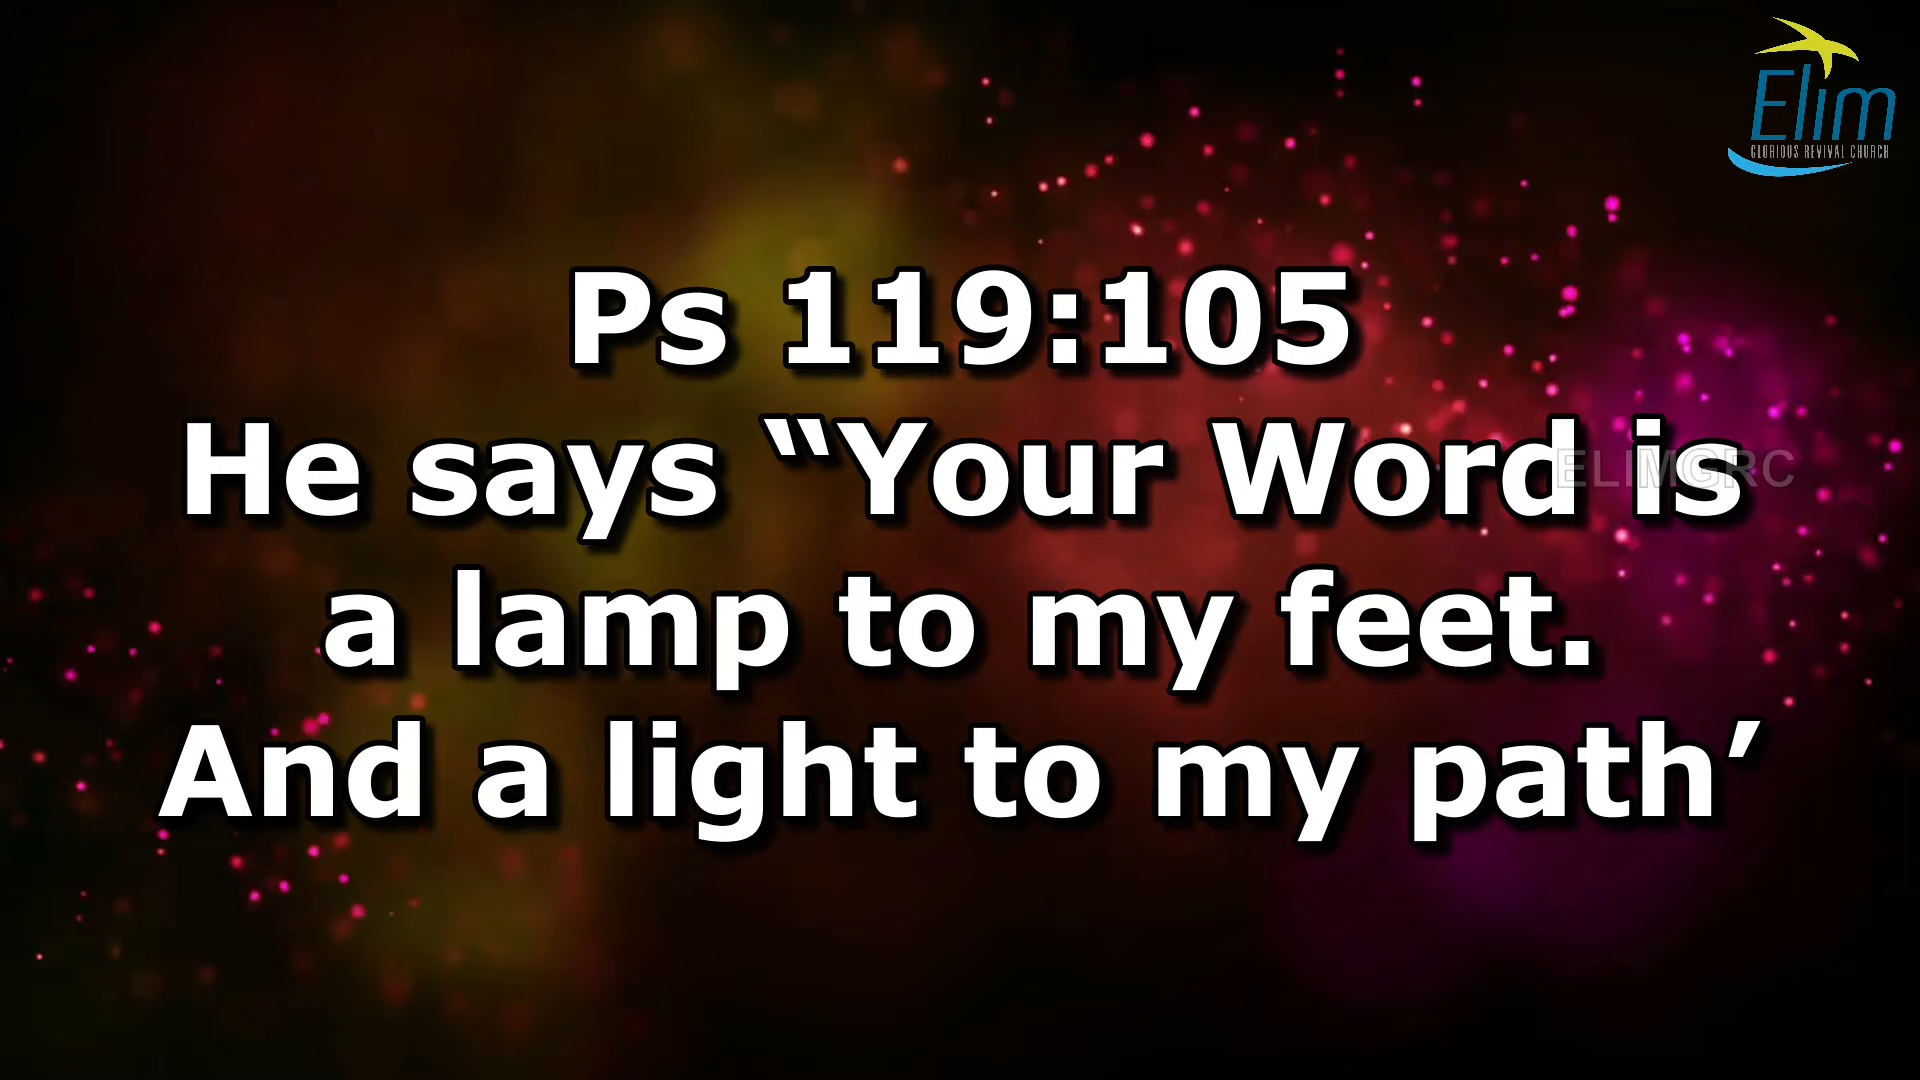 Elim
GLORIOUS REVIVAL CHURCH
Ps 119:105
He says “Your Word is
ELIMGRC
a lamp to my feet.
And a light to my path’